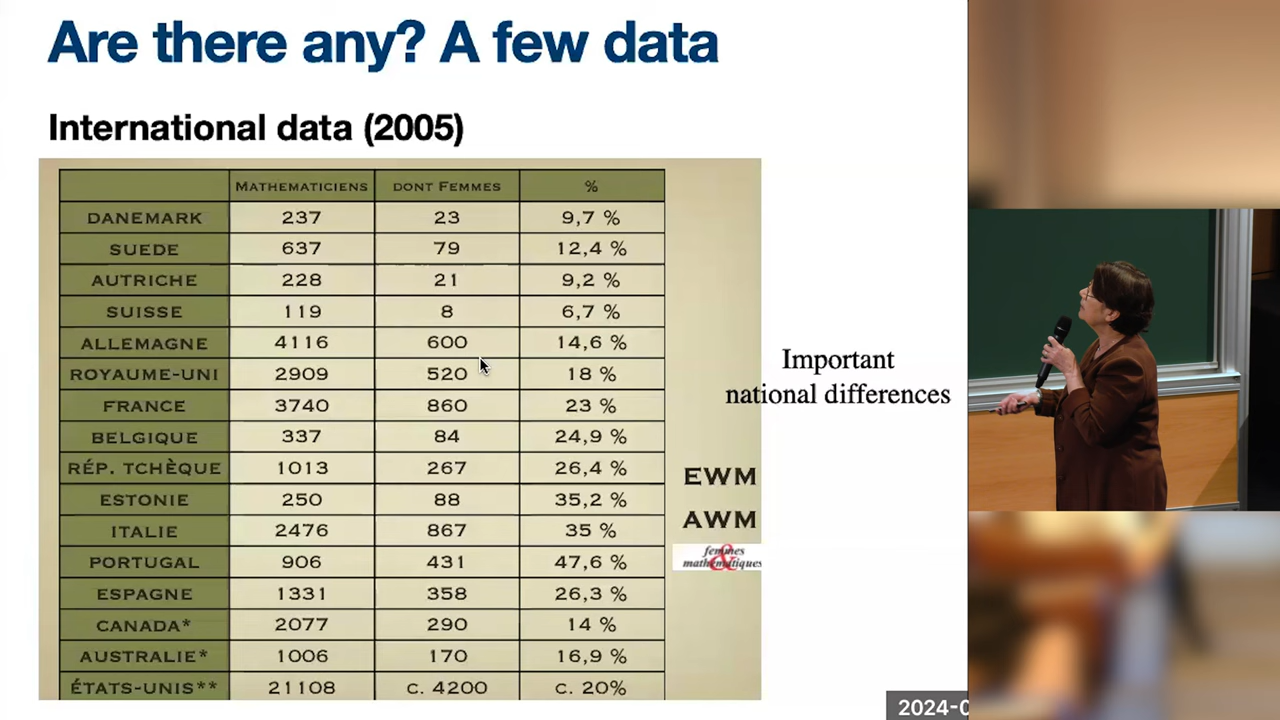 Are there any? A few data
International data (2005)
MATHEMATICIENS DONT FEMMES %
DANEMARK 237 23 9,7 %
SUEDE 637 79 12,4 %
AUTRICHE 228 21 9,2 %
SUISSE 119 8 6,7 %
ALLEMAGNE 4116 600 14,6 %
ROYAUME-UNI 2909 520 18 %
FRANCE 3740 860 23 %
BELGIQUE 337 84 24,9 %
RÉP. TCHÈQUE 1013 267 26,4 %
ESTONIE 250 88 35,2 %
ITALIE 2476 867 35 %
PORTUGAL 906 431 47,6 %
ESPAGNE 1331 358 26,3 %
CANADA* 2077 290 14 %
AUSTRALIE* 1006 170 16,9 %
ÉTATS-UNIS** 21108 C. 4200 C. 20%
Important
national differences
EWM
AWM
femmes
&
mathématiques
2024-0